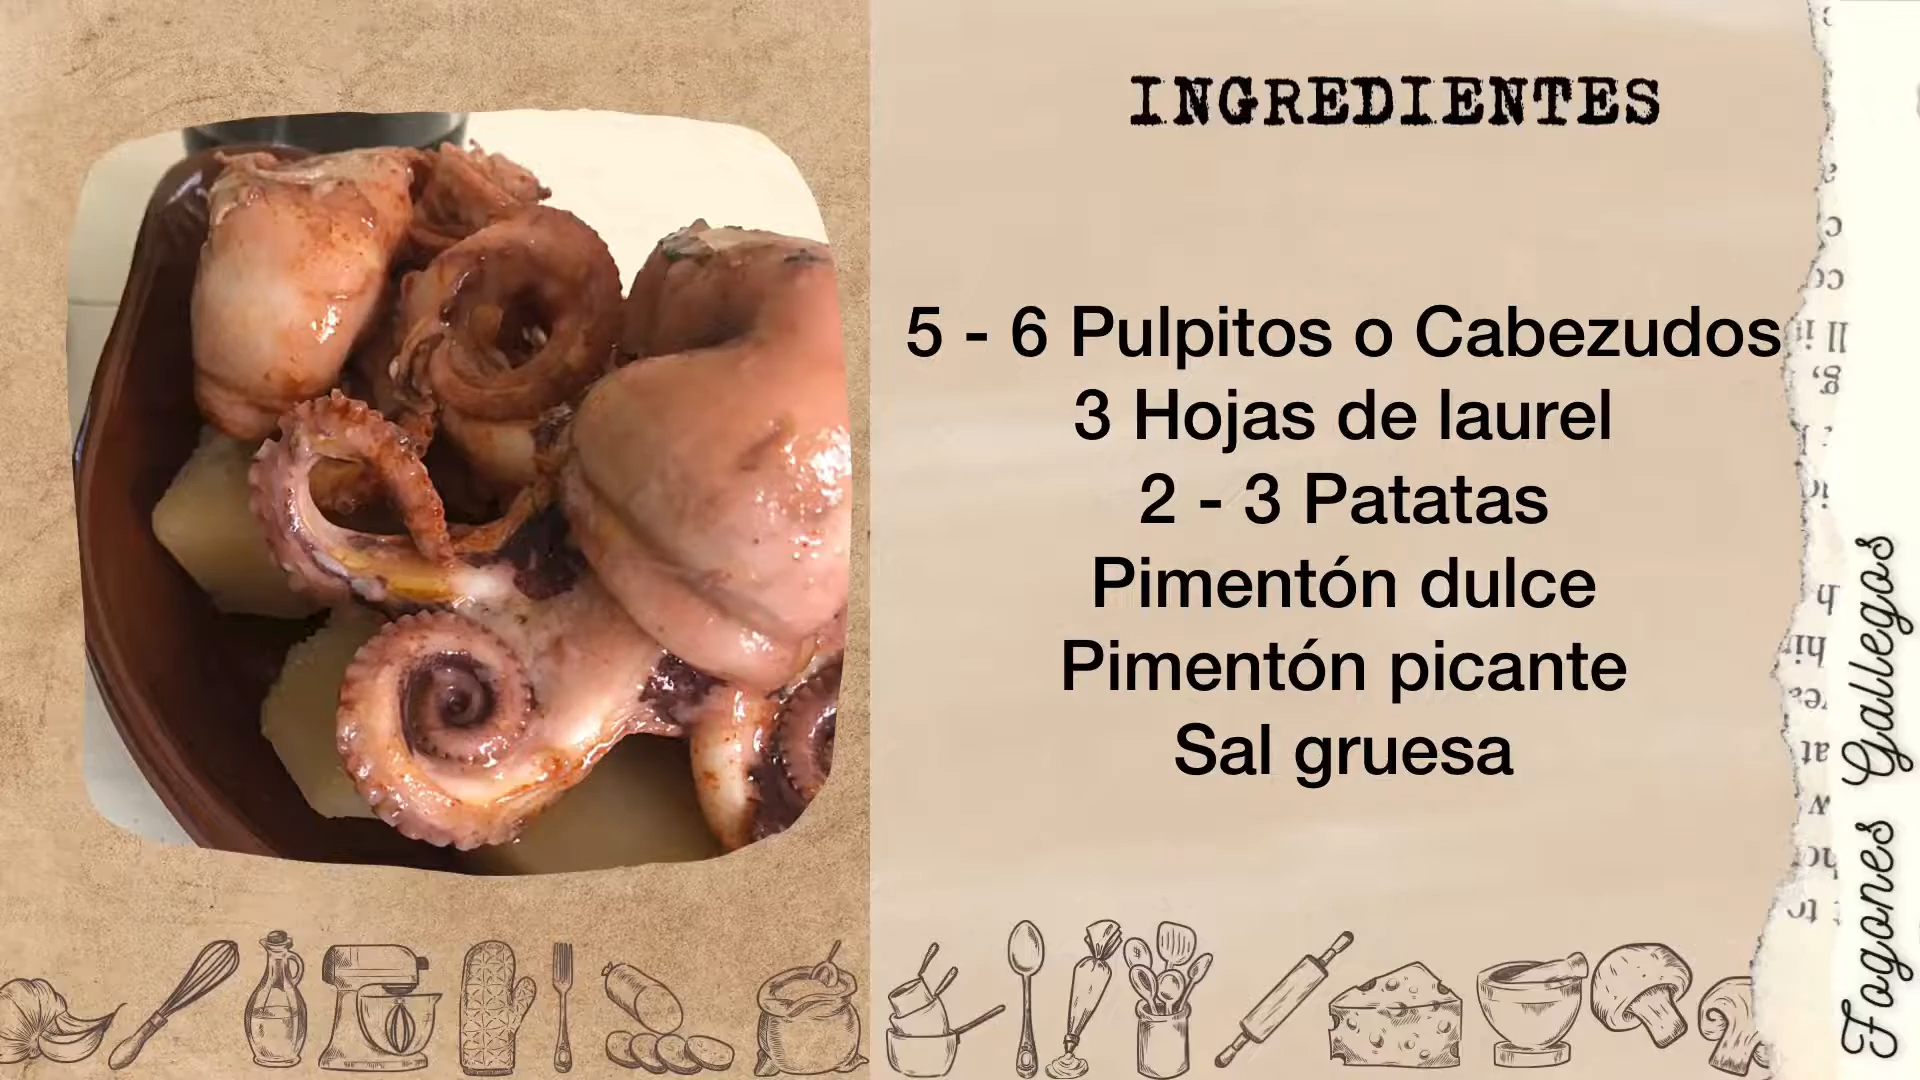 INGREDIENTES
5 - 6 Pulpitos o Cabezudos
3 Hojas de laurel
2 - 3 Patatas
Pimentón dulce
Pimentón picante
Sal gruesa
Fogones Gallegos